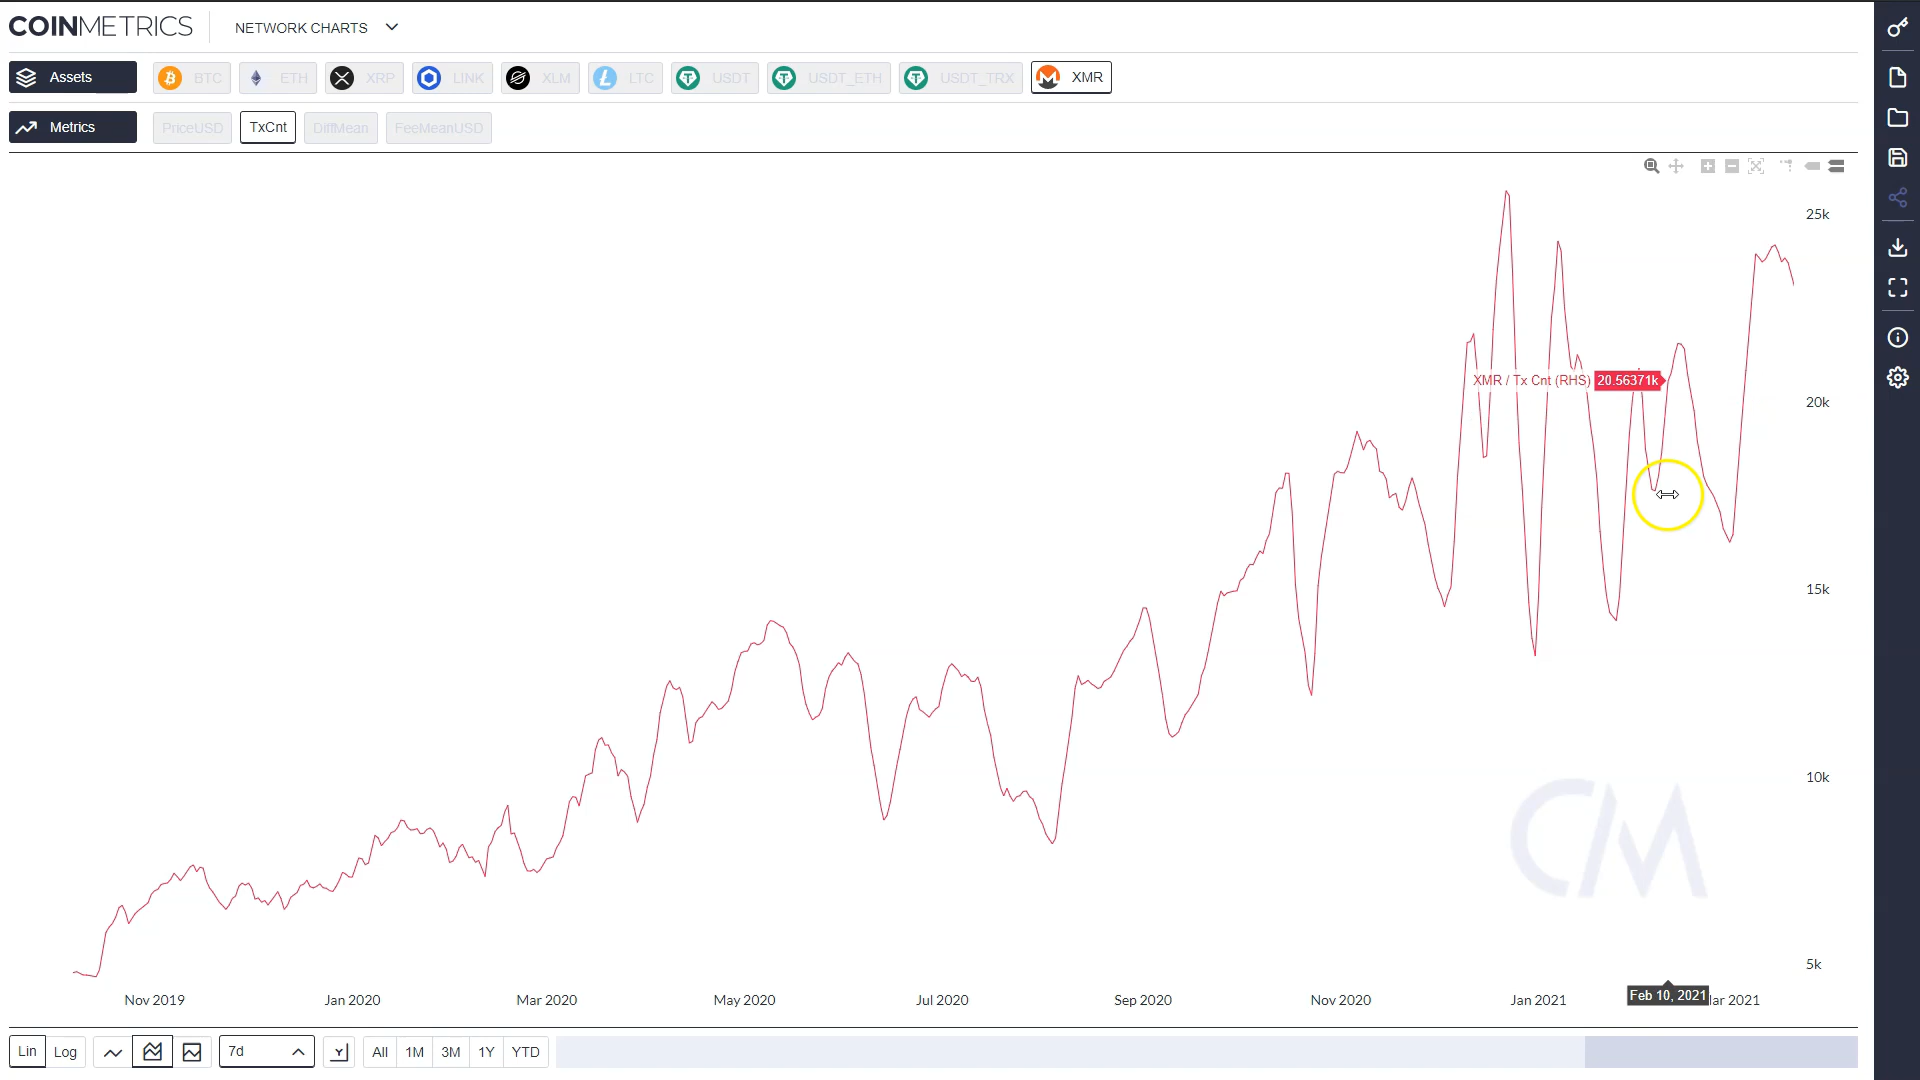 COINMETRICS NETWORK CHARTS
Assets BTC ETH XRP LINK XLM LTC USDT USDT_ETH USDT_TRX XMR
Metrics PriceUSD TxCnt DiffMean FeeMeanUSD
25k
XMR / Tx Cnt (RHS) 20.56371k
20k
15k
10k
CM
5k
Nov 2019 Jan 2020 Mar 2020 May 2020 Jul 2020 Sep 2020 Nov 2020 Jan 2021 Feb 10, 2021 ar 2021
Lin Log 7d All 1M 3M 1Y YTD